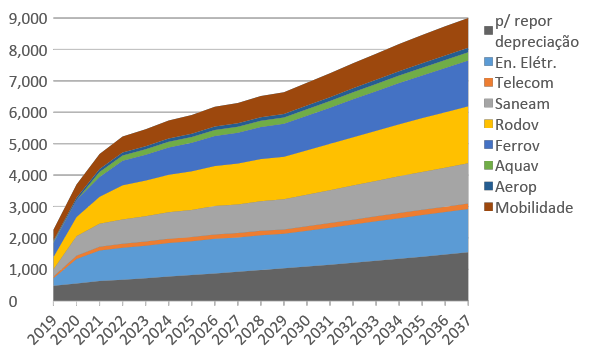 9,000
8,000
7,000
6,000
5,000
4,000
3,000
2,000
1,000
0
2019 2020 2021 2022 2023 2024 2025 2026 2027 2028 2029 2030 2031 2032 2033 2034 2035 2036 2037
p/ repor
depreciação
En. Elétr.
Telecom
Saneam
Rodov
Ferrov
Aquav
Aerop
Mobilidade